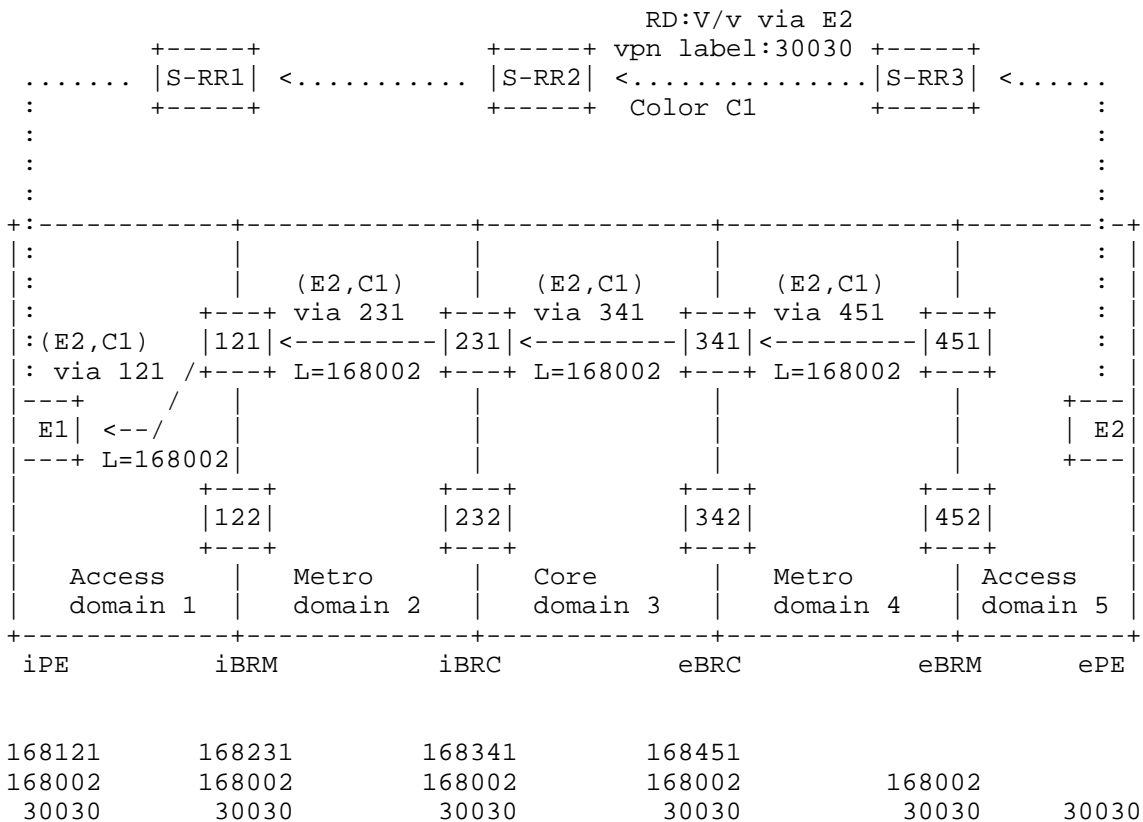 RD:V/v via E2
+-----+ +-----+ vpn label:30030 +-----+
....... |S-RR1| <........... |S-RR2| <...............|S-RR3| <......
: +-----+ +-----+ Color C1 +-----+ :
: :
: :
: :
+:-------------+--------------+--------------+--------------+--------:-+
|: | | | | : |
|: | (E2,C1) | (E2,C1) | (E2,C1) | : |
|: +---+ via 231 +---+ via 341 +---+ via 451 +---+ : |
|:(E2,C1) |121|<---------|231|<---------|341|<---------|451| : |
|: via 121 /+---+ L=168002 +---+ L=168002 +---+ L=168002 +---+ : |
|---+ / | | | | +---|
| E1| <--/ | | | | | E2|
|---+ L=168002| | | | +---|
| +---+ +---+ +---+ +---+ |
| |122| |232| |342| |452| |
| +---+ +---+ +---+ +---+ |
| Access | Metro | Core | Metro | Access |
| domain 1 | domain 2 | domain 3 | domain 4 | domain 5 |
+-------------+--------------+--------------+--------------+----------+
iPE iBRM iBRC eBRC eBRM ePE
168121 168231 168341 168451
168002 168002 168002 168002 168002
30030 30030 30030 30030 30030 30030